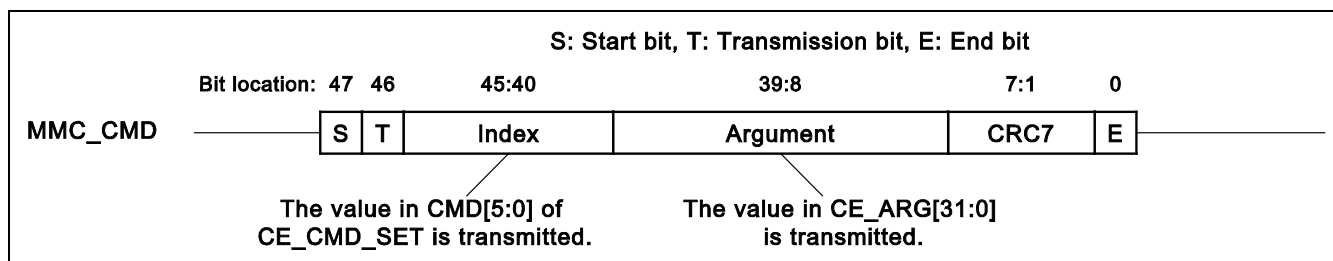 S: Start bit, T: Transmission bit, E: End bit
Bit location: 47 46 45:40 39:8 7:1 0
MMC_CMD S T Index Argument CRC7 E
The value in CMD[5:0] of
CE_CMD_SET is transmitted.
The value in CE_ARG[31:0]
is transmitted.